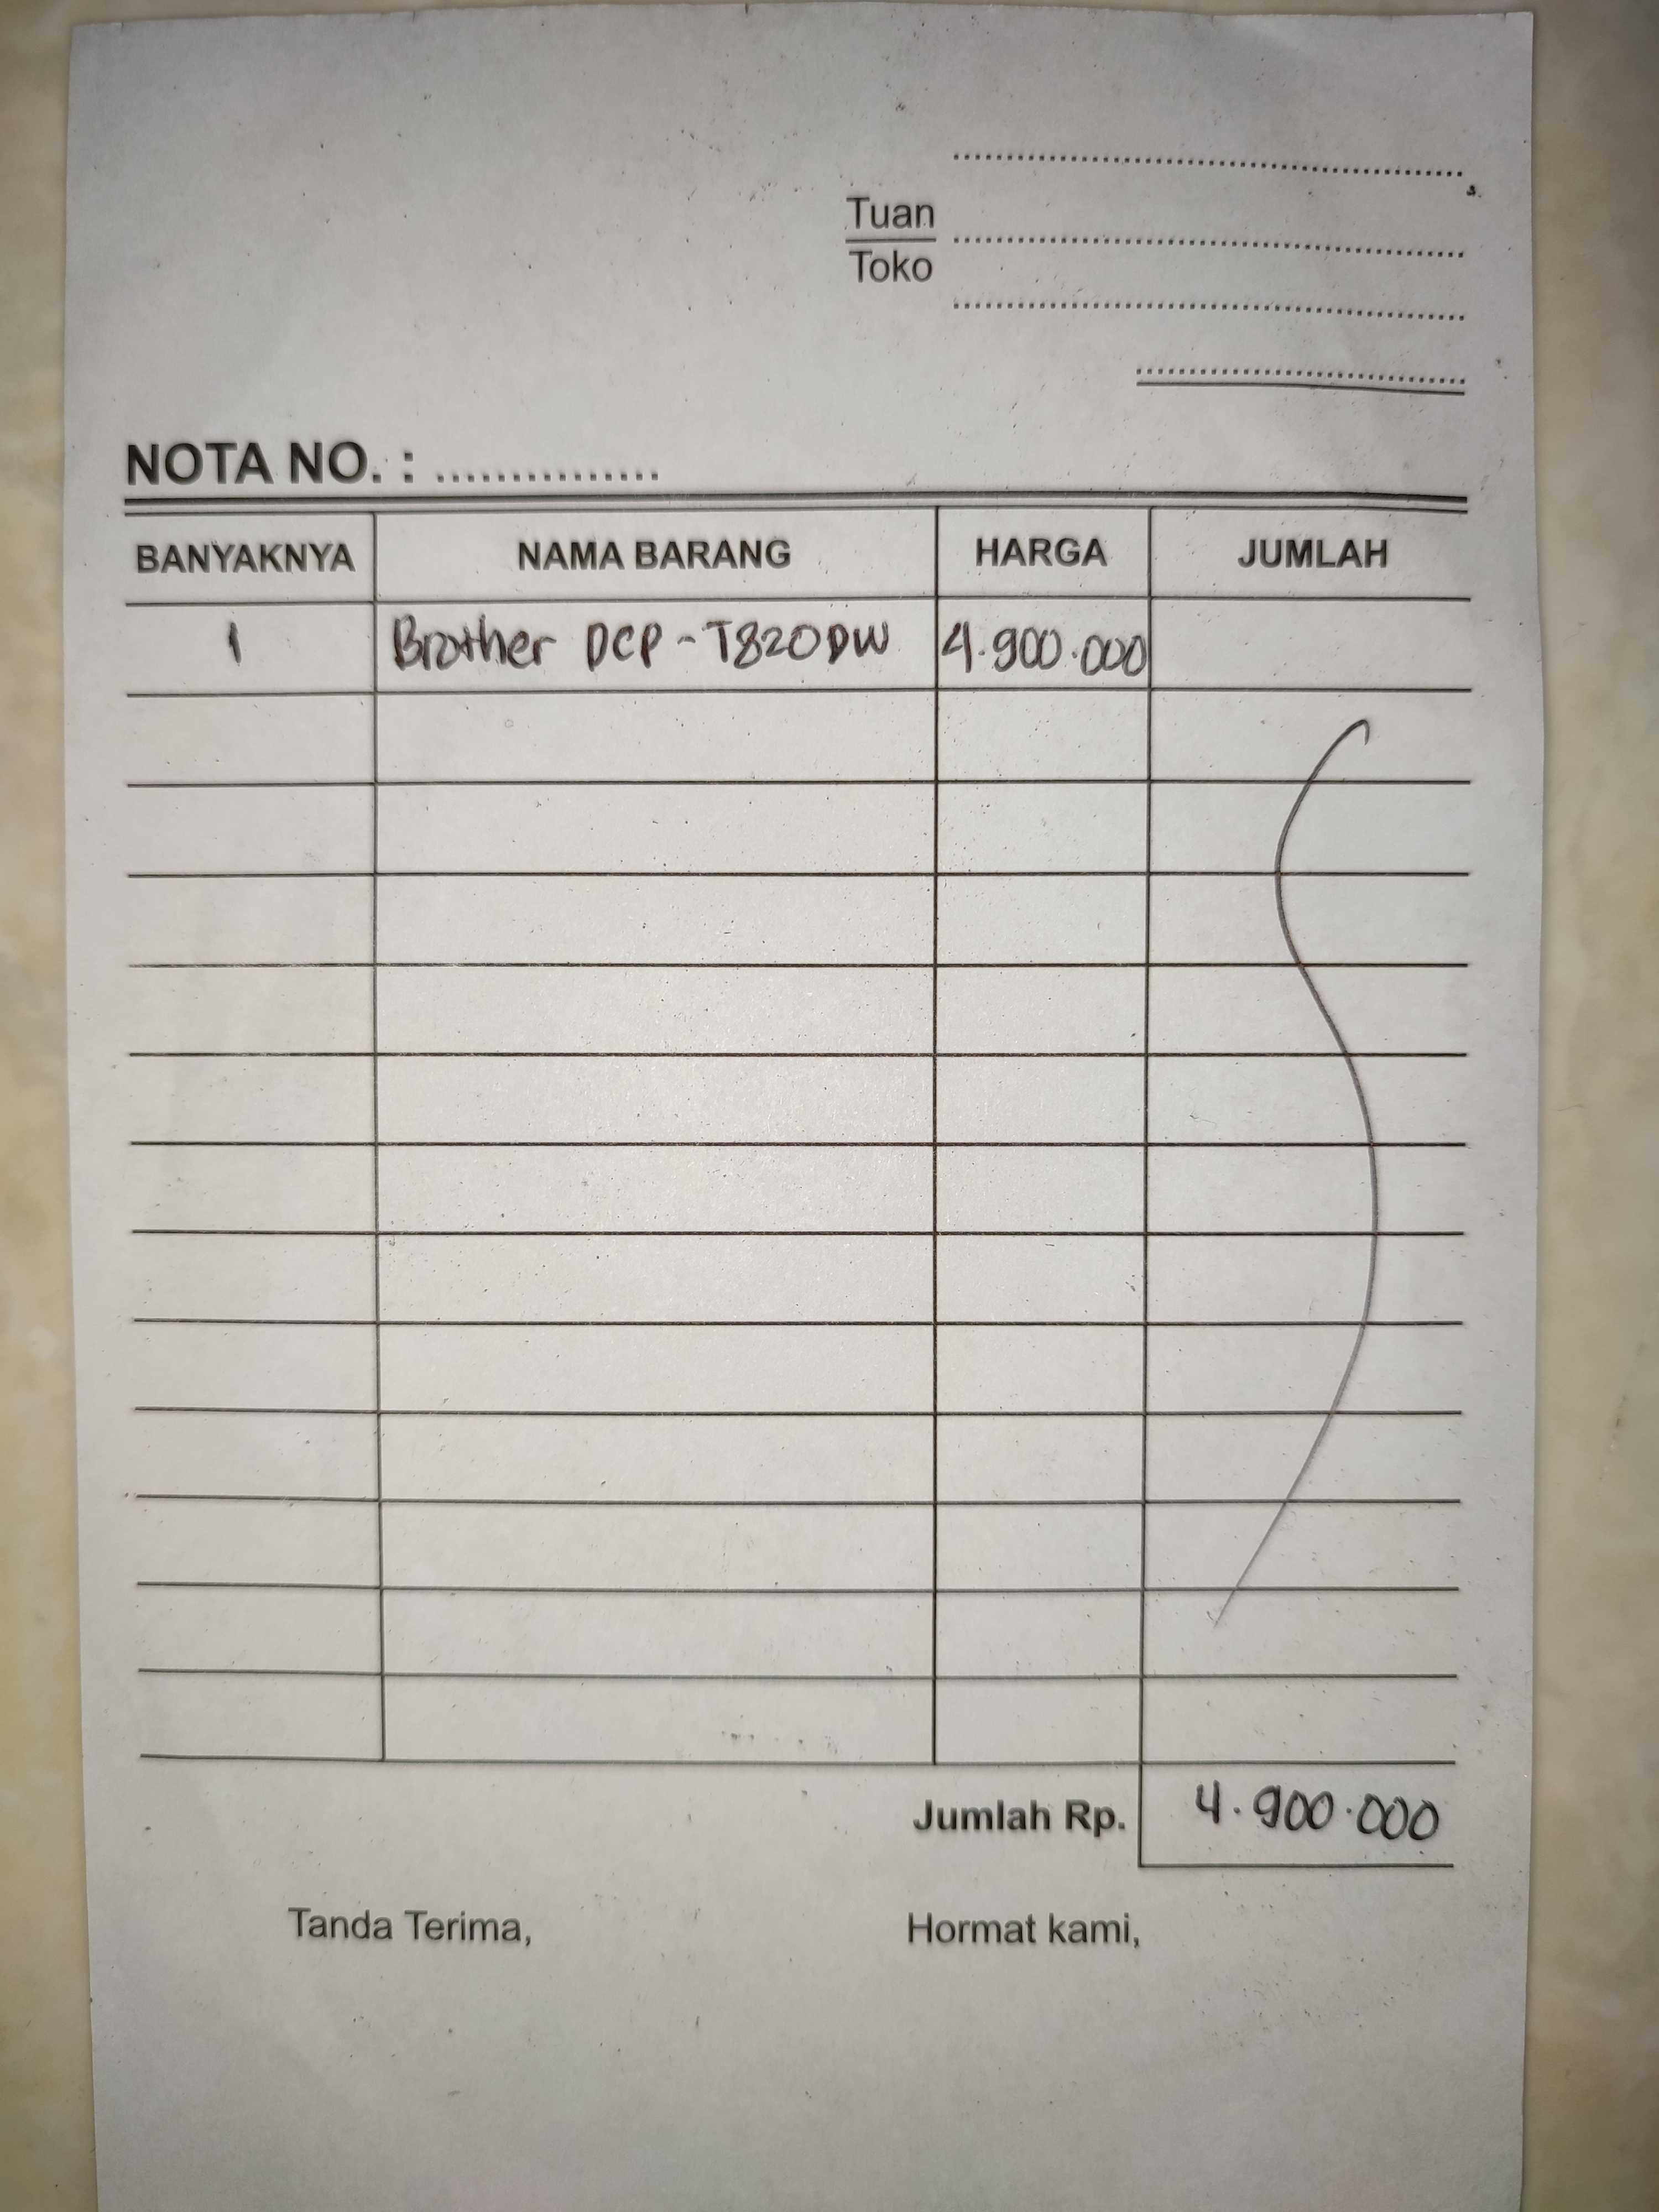 Tuan
Toko
NOTA NO. : ...............
BANYAKNYA NAMA BARANG HARGA JUMLAH
1 Brother DCP-T820DW 4.900.000
Jumlah Rp. 4.900.000
Tanda Terima, Hormat kami,